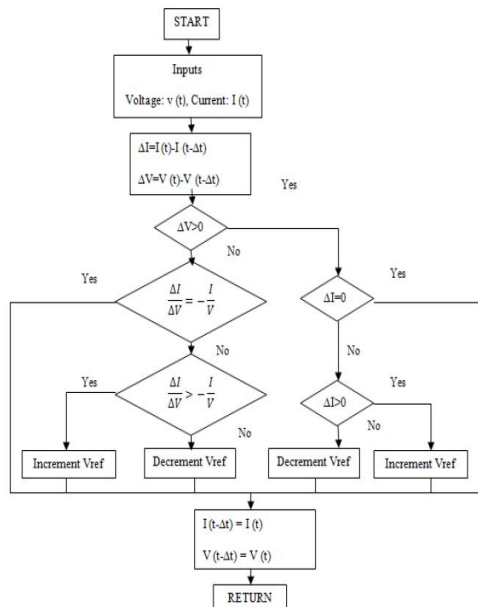 START
Inputs
Voltage: v (t), Current: I (t)
ΔI=I (t)-I (t-Δt)
ΔV=V (t)-V (t-Δt)
Yes
ΔV>0
No
Yes
ΔI/ΔV = -I/V
ΔI=0
Yes
No
No
Yes
ΔI/ΔV > -I/V
ΔI>0
Yes
No
No
Increment Vref
Decrement Vref
Decrement Vref
Increment Vref
I (t-Δt) = I (t)
V (t-Δt) = V (t)
RETURN